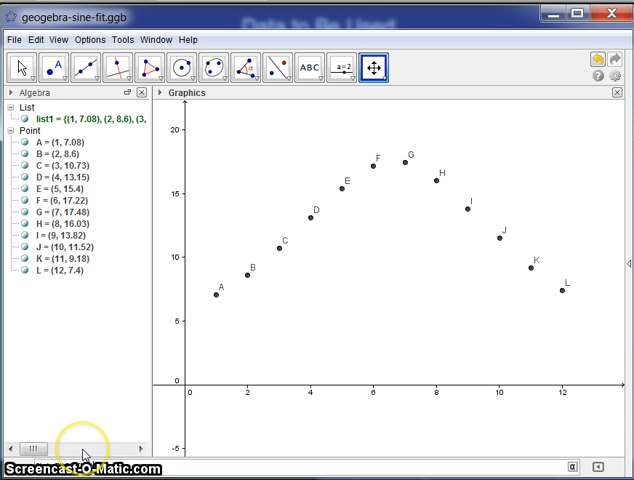 Data to Be Used
geogebra-sine-fit.ggb
File Edit View Options Tools Window Help
A ABC a=2
Algebra
Graphics
List
list1 = {(1, 7.08), (2, 8.6), (3,
Point
A = (1, 7.08)
B = (2, 8.6)
C = (3, 10.73)
D = (4, 13.15)
E = (5, 15.4)
F = (6, 17.22)
G = (7, 17.48)
H = (8, 16.03)
I = (9, 13.82)
J = (10, 11.52)
K = (11, 9.18)
L = (12, 7.4)
20
15
10
5
0
-5
0 2 4 6 8 10 12
A
B
C
D
E
F
G
H
I
J
K
L
α
Screencast-O-Matic.com